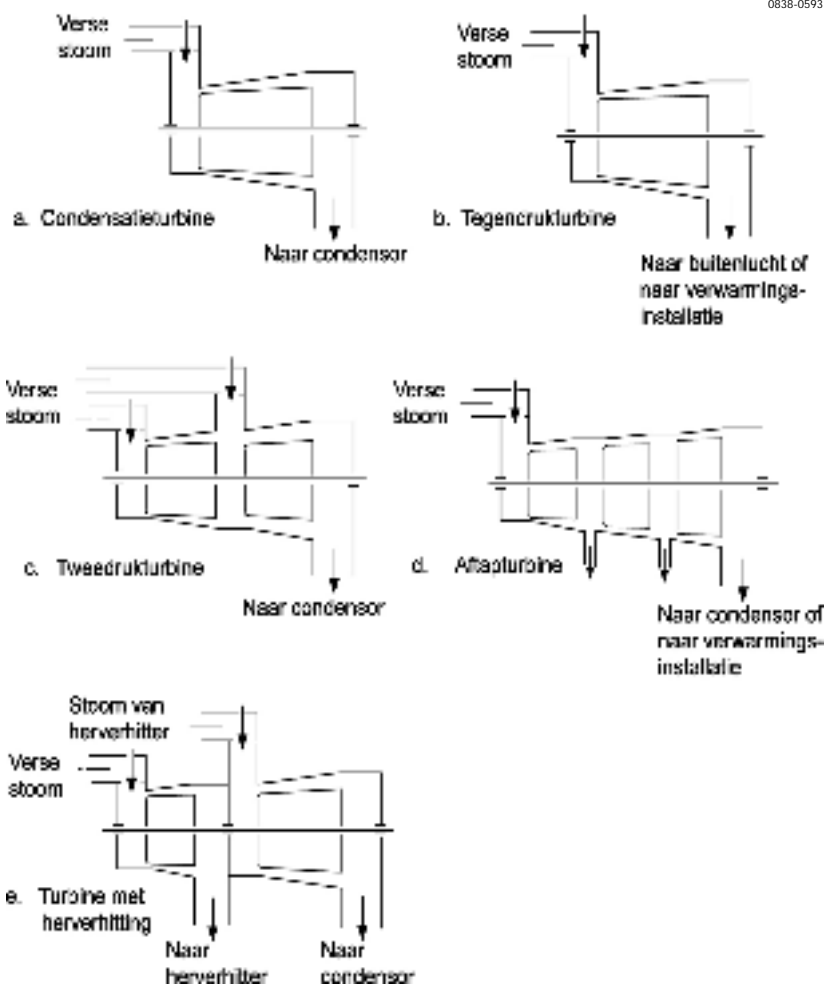 0838-0593
Verse
stoom
a. Condensatieturbine
Naar condensor
Verse
stoom
b. Tegendrukturbine
Naar buitenlucht of
naar verwarmings-
installatie
Verse
stoom
c. Tweedrukturbine
Naar condensor
Verse
stoom
d. Aftapturbine
Naar condensor of
naar verwarmings-
installatie
Stoom van
herverhitter
Verse
stoom
e. Turbine met
herverhitting
Naar
herverhitter
Naar
condensor